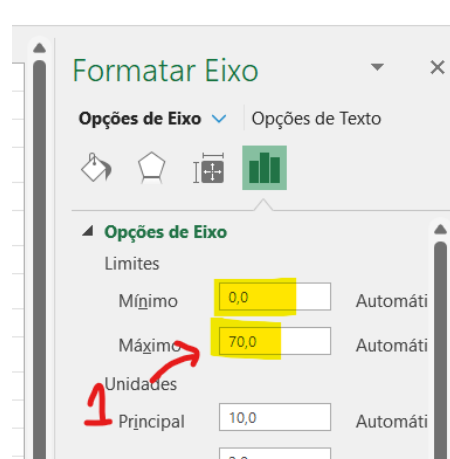 Formatar Eixo
Opções de Eixo Opções de Texto
Opções de Eixo
Limites
Mínimo 0,0 Automáti
Máximo 70,0 Automáti
Unidades
1
Principal 10,0 Automáti